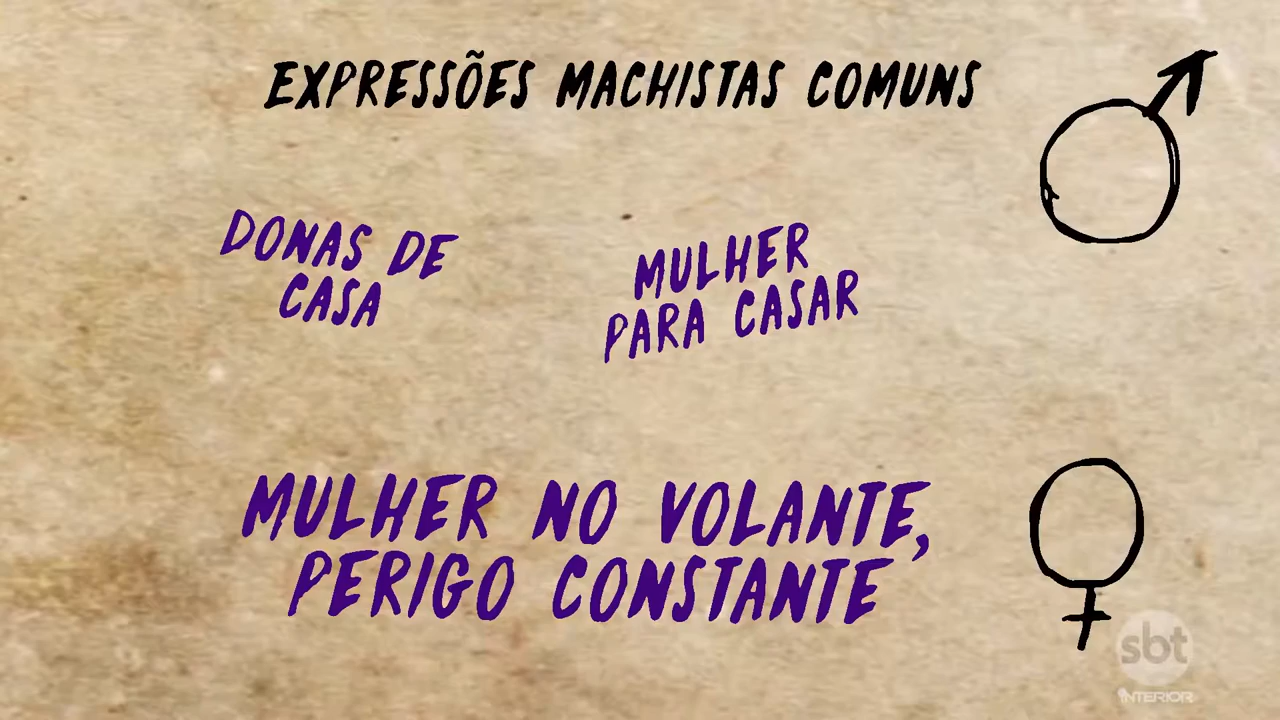 EXPRESSÕES MACHISTAS COMUNS
DONAS DE
CASA
MULHER
PARA CASAR
MULHER NO VOLANTE,
PERIGO CONSTANTE
sbt
INTERIOR